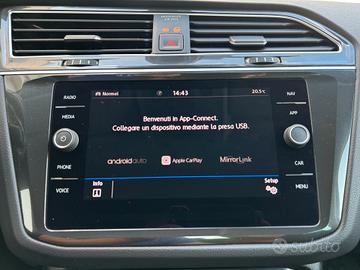 RADIO
MEDIA
PHONE
VOICE
Normal
14:43
20.5°c
Benvenuti in App-Connect.
Collegare un dispositivo mediante la presa USB.
androidauto
Apple CarPlay
MirrorLink
Info
Setup
NAV
APP
CAR
MENU
subito